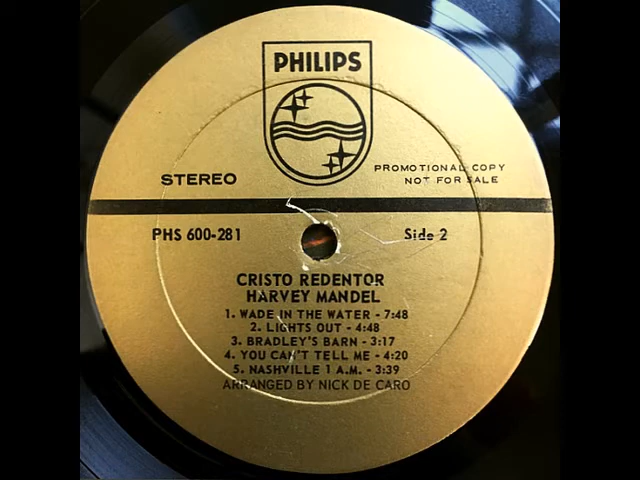 PHILIPS
PROMOTIONAL COPY
NOT FOR SALE
STEREO
PHS 600-281
Side 2
CRISTO REDENTOR
HARVEY MANDEL
1. WADE IN THE WATER - 7:48
2. LIGHTS OUT - 4:48
3. BRADLEY'S BARN - 3:17
4. YOU CAN'T TELL ME - 4:20
5. NASHVILLE 1 A.M. - 3:39
ARRANGED BY NICK DE CARO